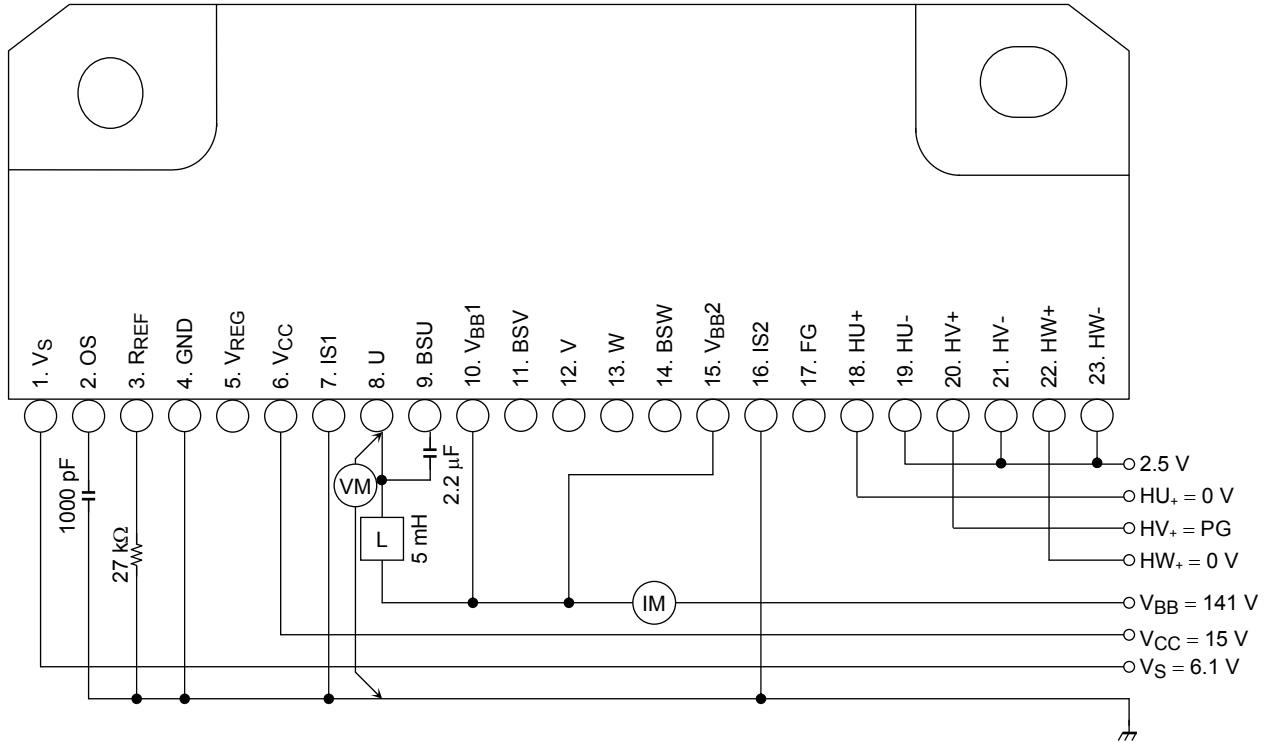 1. VS
2. OS
3. RREF
4. GND
5. VREG
6. VCC
7. IS1
8. U
9. BSU
10. VBB1
11. BSV
12. V
13. W
14. BSW
15. VBB2
16. IS2
17. FG
18. HU+
19. HU-
20. HV+
21. HV-
22. HW+
23. HW-
1000 pF
27 kΩ
VM
2.2 μF
L
5 mH
IM
2.5 V
HU+ = 0 V
HV+ = PG
HW+ = 0 V
VBB = 141 V
VCC = 15 V
VS = 6.1 V